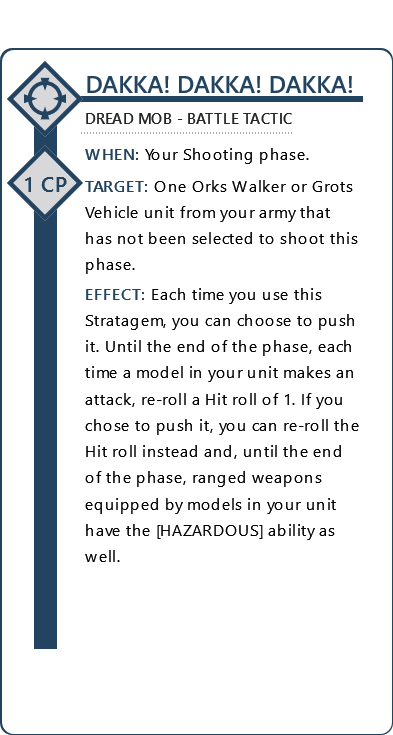 DAKKA! DAKKA! DAKKA!
DREAD MOB - BATTLE TACTIC
WHEN: Your Shooting phase.
1 CP
TARGET: One Orks Walker or Grots
Vehicle unit from your army that
has not been selected to shoot this
phase.
EFFECT: Each time you use this
Stratagem, you can choose to push
it. Until the end of the phase, each
time a model in your unit makes an
attack, re-roll a Hit roll of 1. If you
chose to push it, you can re-roll the
Hit roll instead and, until the end
of the phase, ranged weapons
equipped by models in your unit
have the [HAZARDOUS] ability as
well.